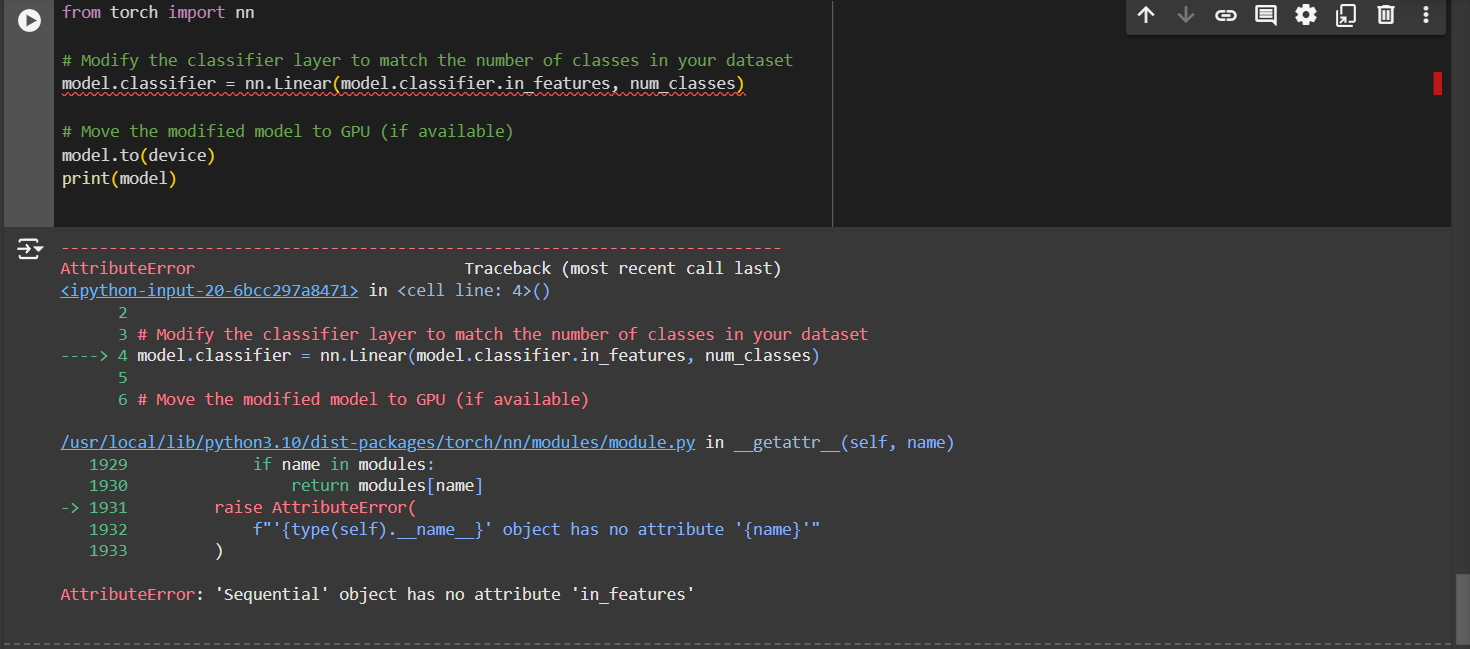 from torch import nn
# Modify the classifier layer to match the number of classes in your dataset
model.classifier = nn.Linear(model.classifier.in_features, num_classes)
# Move the modified model to GPU (if available)
model.to(device)
print(model)
---------------------------------------------------------------------------
AttributeError                            Traceback (most recent call last)
<ipython-input-20-6bcc297a8471> in <cell line: 4>()
      2
      3 # Modify the classifier layer to match the number of classes in your dataset
----> 4 model.classifier = nn.Linear(model.classifier.in_features, num_classes)
      5
      6 # Move the modified model to GPU (if available)
/usr/local/lib/python3.10/dist-packages/torch/nn/modules/module.py in __getattr__(self, name)
   1929             if name in modules:
   1930                 return modules[name]
-> 1931         raise AttributeError(
   1932             f"'{type(self).__name__}' object has no attribute '{name}'"
   1933         )
AttributeError: 'Sequential' object has no attribute 'in_features'